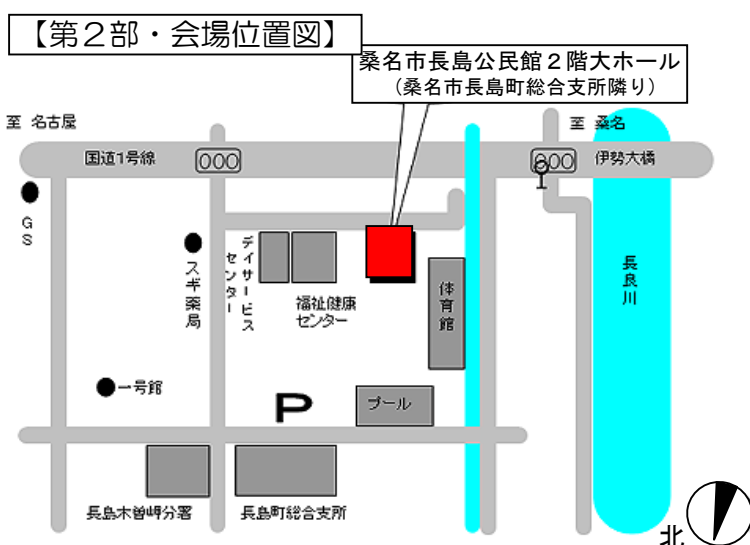 【第２部・会場位置図】
桑名市長島公民館２階大ホール
（桑名市長島町総合支所隣り）
至 名古屋
至 桑名
国道1号線
伊勢大橋
GS
スギ薬局
デイサービス
センター
福祉健康
センター
体育館
長良川
一号館
P
プール
長島木曽岬分署
長島町総合支所
北